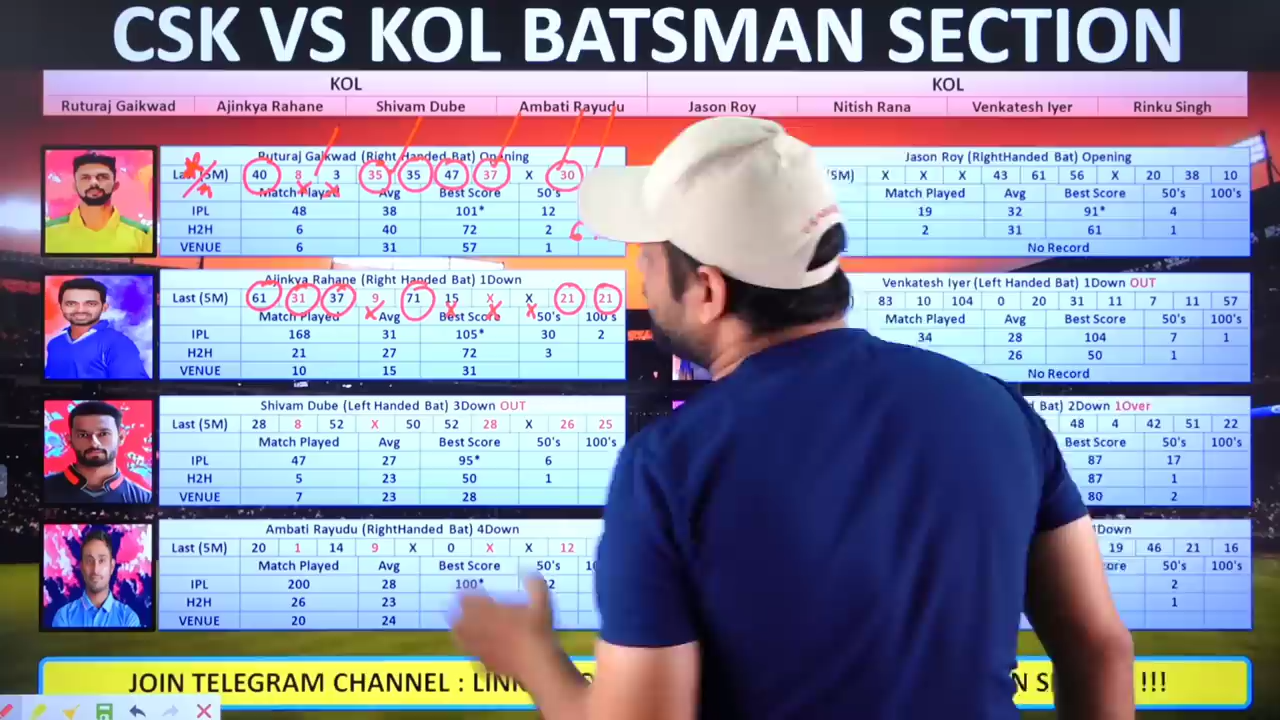 CSK VS KOL BATSMAN SECTION
KOL KOL
Ruturaj Gaikwad Ajinkya Rahane Shivam Dube Ambati Rayudu Jason Roy Nitish Rana Venkatesh Iyer Rinku Singh
Ruturaj Gaikwad (Right Handed Bat) Opening
Last (5M) 40 8 3 35 35 47 37 X 30
Match Played Avg Best Score 50's
IPL 48 38 101* 12
H2H 6 40 72 2
VENUE 6 31 57 1
Ajinkya Rahane (Right Handed Bat) 1Down
Last (5M) 61 31 37 9 71 15 X X 21 21
Match Played Avg Best Score 50's 100's
IPL 168 31 105* 30 2
H2H 21 27 72 3
VENUE 10 15 31
Shivam Dube (Left Handed Bat) 3Down OUT
Last (5M) 28 8 52 X 50 52 28 X 26 25
Match Played Avg Best Score 50's 100's
IPL 47 27 95* 6
H2H 5 23 50 1
VENUE 7 23 28
Ambati Rayudu (RightHanded Bat) 4Down
Last (5M) 20 1 14 9 X 0 X X 12
Match Played Avg Best Score 50's
IPL 200 28 100*
H2H 26 23
VENUE 20 24
Jason Roy (RightHanded Bat) Opening
5M) X X X 43 61 56 X 20 38 10
Match Played Avg Best Score 50's 100's
19 32 91* 4
2 31 61 1
No Record
Venkatesh Iyer (Left Handed Bat) 1Down OUT
83 10 104 0 20 31 11 7 11 57
Match Played Avg Best Score 50's 100's
34 28 104 7 1
26 50 1
No Record
Bat) 2Down 1Over
48 4 42 51 22
Best Score 50's 100's
87 17
87 1
80 2
Down
19 46 21 16
50's 100's
2
1
JOIN TELEGRAM CHANNEL : !!!